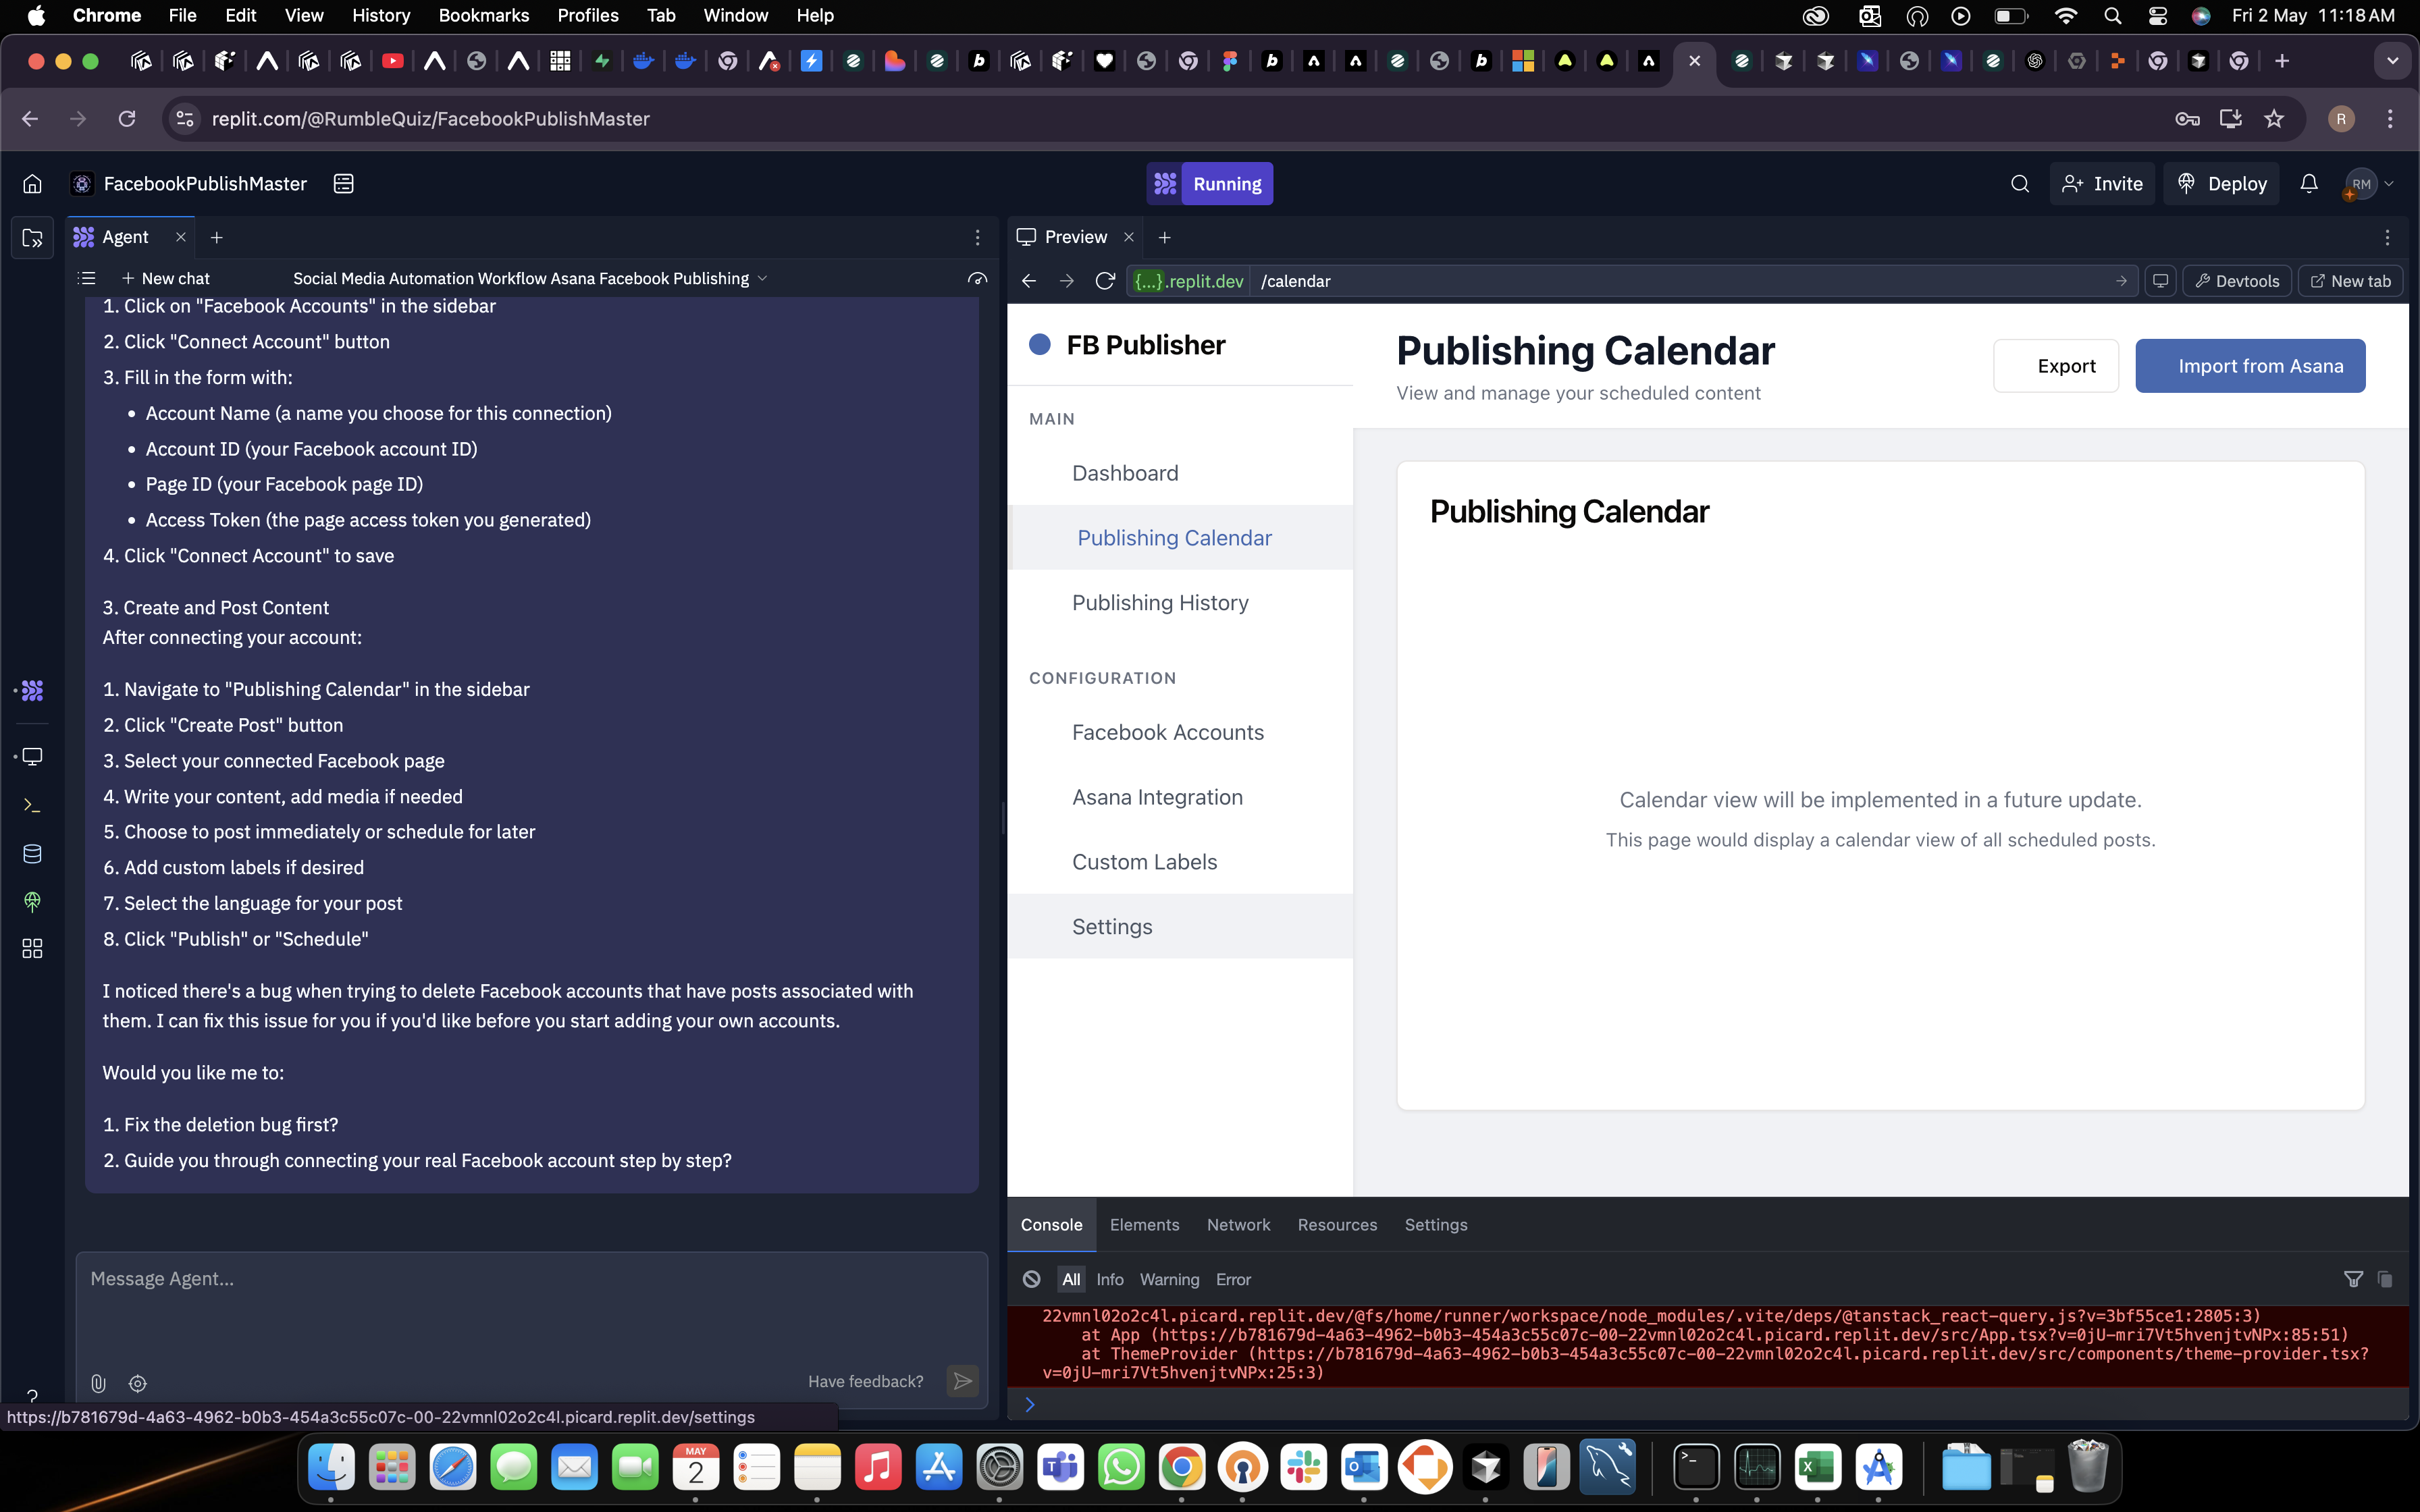 Chrome File Edit View History Bookmarks Profiles Tab Window Help
Fri 2 May 11:18 AM
replit.com/@RumbleQuiz/FacebookPublishMaster
R
FacebookPublishMaster
Running
Invite
Deploy
RM
Agent
New chat
Social Media Automation Workflow Asana Facebook Publishing
1. Click on "Facebook Accounts" in the sidebar
2. Click "Connect Account" button
3. Fill in the form with:
• Account Name (a name you choose for this connection)
• Account ID (your Facebook account ID)
• Page ID (your Facebook page ID)
• Access Token (the page access token you generated)
4. Click "Connect Account" to save
3. Create and Post Content
After connecting your account:
1. Navigate to "Publishing Calendar" in the sidebar
2. Click "Create Post" button
3. Select your connected Facebook page
4. Write your content, add media if needed
5. Choose to post immediately or schedule for later
6. Add custom labels if desired
7. Select the language for your post
8. Click "Publish" or "Schedule"
I noticed there's a bug when trying to delete Facebook accounts that have posts associated with
them. I can fix this issue for you if you'd like before you start adding your own accounts.
Would you like me to:
1. Fix the deletion bug first?
2. Guide you through connecting your real Facebook account step by step?
Message Agent...
Have feedback?
https://b781679d-4a63-4962-b0b3-454a3c55c07c-00-22vmnl02o2c4l.picard.replit.dev/settings
Preview
{...}.replit.dev /calendar
Devtools
New tab
FB Publisher
MAIN
Dashboard
Publishing Calendar
Publishing History
CONFIGURATION
Facebook Accounts
Asana Integration
Custom Labels
Settings
Publishing Calendar
View and manage your scheduled content
Export
Import from Asana
Publishing Calendar
Calendar view will be implemented in a future update.
This page would display a calendar view of all scheduled posts.
Console Elements Network Resources Settings
All Info Warning Error
22vmnl02o2c4l.picard.replit.dev/@fs/home/runner/workspace/node_modules/.vite/deps/@tanstack_react-query.js?v=3bf55ce1:2805:3)
at App (https://b781679d-4a63-4962-b0b3-454a3c55c07c-00-22vmnl02o2c4l.picard.replit.dev/src/App.tsx?v=0jU-mri7Vt5hvenjtvNPx:85:51)
at ThemeProvider (https://b781679d-4a63-4962-b0b3-454a3c55c07c-00-22vmnl02o2c4l.picard.replit.dev/src/components/theme-provider.tsx?
v=0jU-mri7Vt5hvenjtvNPx:25:3)
MAY
2